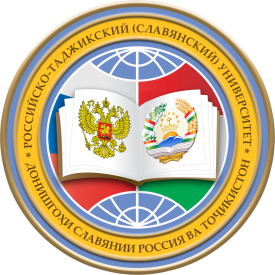 * РОССИЙСКО-ТАДЖИКСКИЙ (СЛАВЯНСКИЙ) УНИВЕРСИТЕТ *
ДОНИШГОҲИ СЛАВЯНИИ РОССИЯ ВА ТОҶИКИСТОН